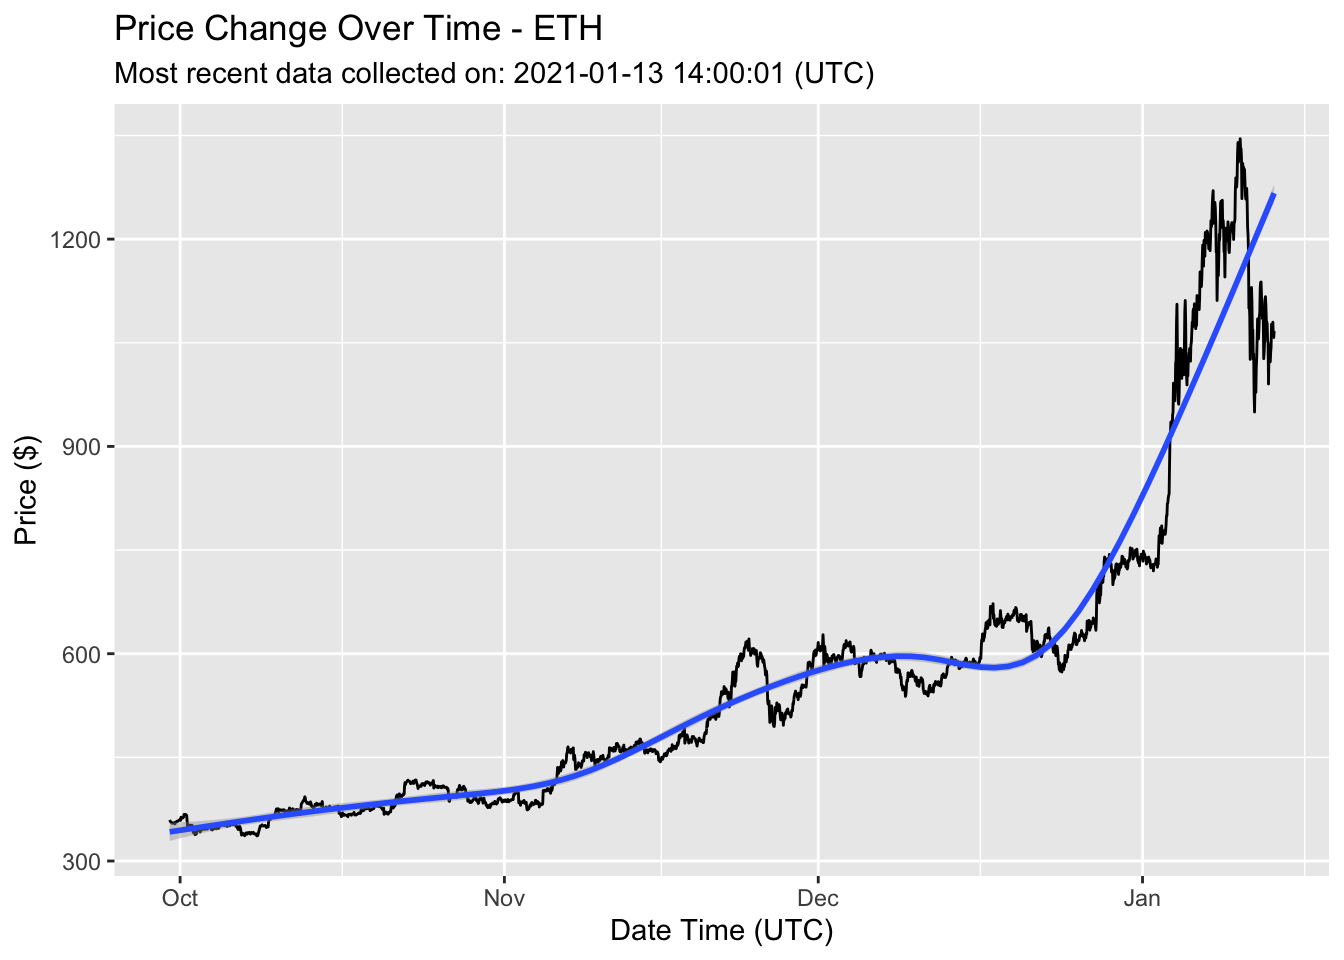 Price Change Over Time - ETH
Most recent data collected on: 2021-01-13 14:00:01 (UTC)
Price ($)
1200
900
600
300
Oct Nov Dec Jan
Date Time (UTC)